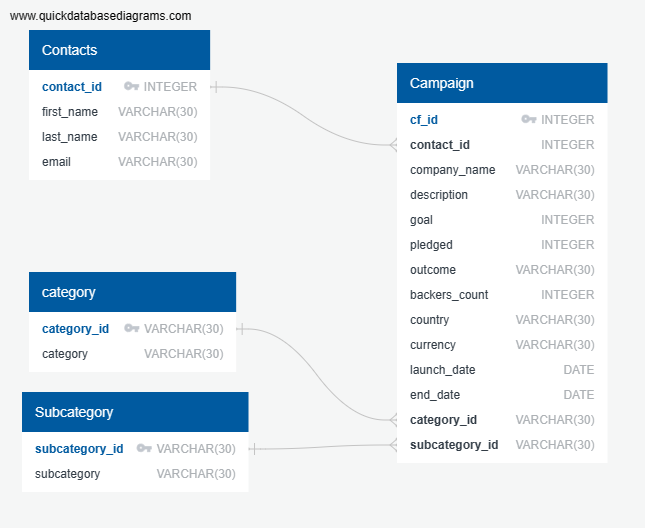 www.quickdatabasediagrams.com
Contacts
contact_id INTEGER
first_name VARCHAR(30)
last_name VARCHAR(30)
email VARCHAR(30)
Campaign
cf_id INTEGER
contact_id INTEGER
company_name VARCHAR(30)
description VARCHAR(30)
goal INTEGER
pledged INTEGER
outcome VARCHAR(30)
backers_count INTEGER
country VARCHAR(30)
currency VARCHAR(30)
launch_date DATE
end_date DATE
category_id VARCHAR(30)
subcategory_id VARCHAR(30)
category
category_id VARCHAR(30)
category VARCHAR(30)
Subcategory
subcategory_id VARCHAR(30)
subcategory VARCHAR(30)